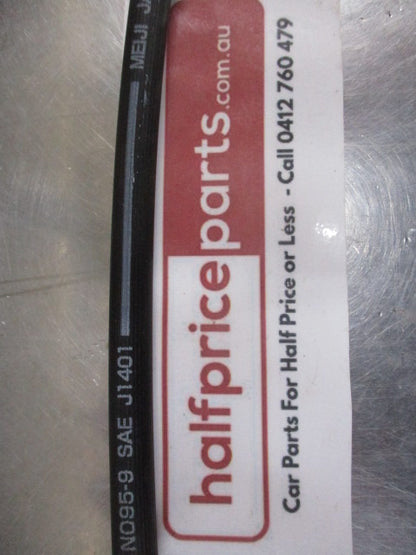 NO95-9 SAE J1401 MEIJI
halfpriceparts.com.au
Car Parts For Half Price or Less - Call 0412 760 479